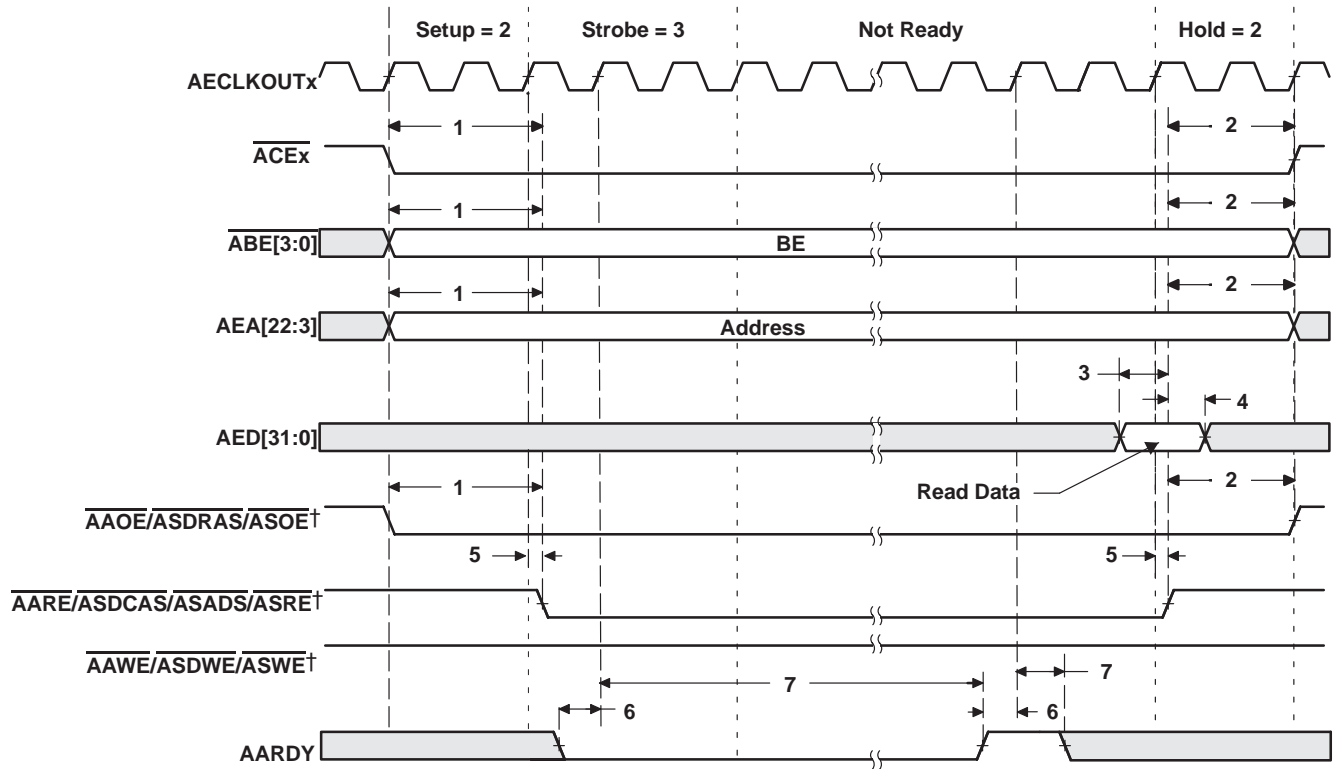 Setup = 2 Strobe = 3 Not Ready Hold = 2
AECLKOUTx
1 2
ACEx
1 2
ABE[3:0] BE
1 2
AEA[22:3] Address
3
4
AED[31:0]
1 Read Data 2
AAOE/ASDRAS/ASOE†
5 5
AARE/ASDCAS/ASADS/ASRE†
AAWE/ASDWE/ASWE†
7 7
6 6
AARDY